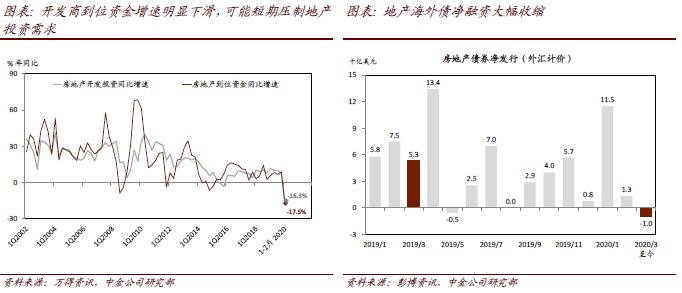 图表: 开发商到位资金增速明显下滑，可能短期压制地产
投资需求
% 年同比
房地产开发投资同比增速
房地产到位资金同比增速
90
60
30
0
-30
-16.3%
-17.5%
1Q2002
1Q2004
1Q2006
1Q2008
1Q2010
1Q2012
1Q2014
1Q2016
1Q2018
1-2月 2020
资料来源：万得资讯，中金公司研究部
图表: 地产海外债净融资大幅收缩
十亿美元
房地产债券净发行（外汇计价）
15
12
9
6
3
0
-3
5.8
7.5
5.3
13.4
-0.5
2.5
7.0
0.0
2.9
4.0
5.7
0.8
11.5
1.3
-1.0
2019/1
2019/3
2019/5
2019/7
2019/9
2019/11
2020/1
2020/3
至今
资料来源：彭博资讯，中金公司研究部